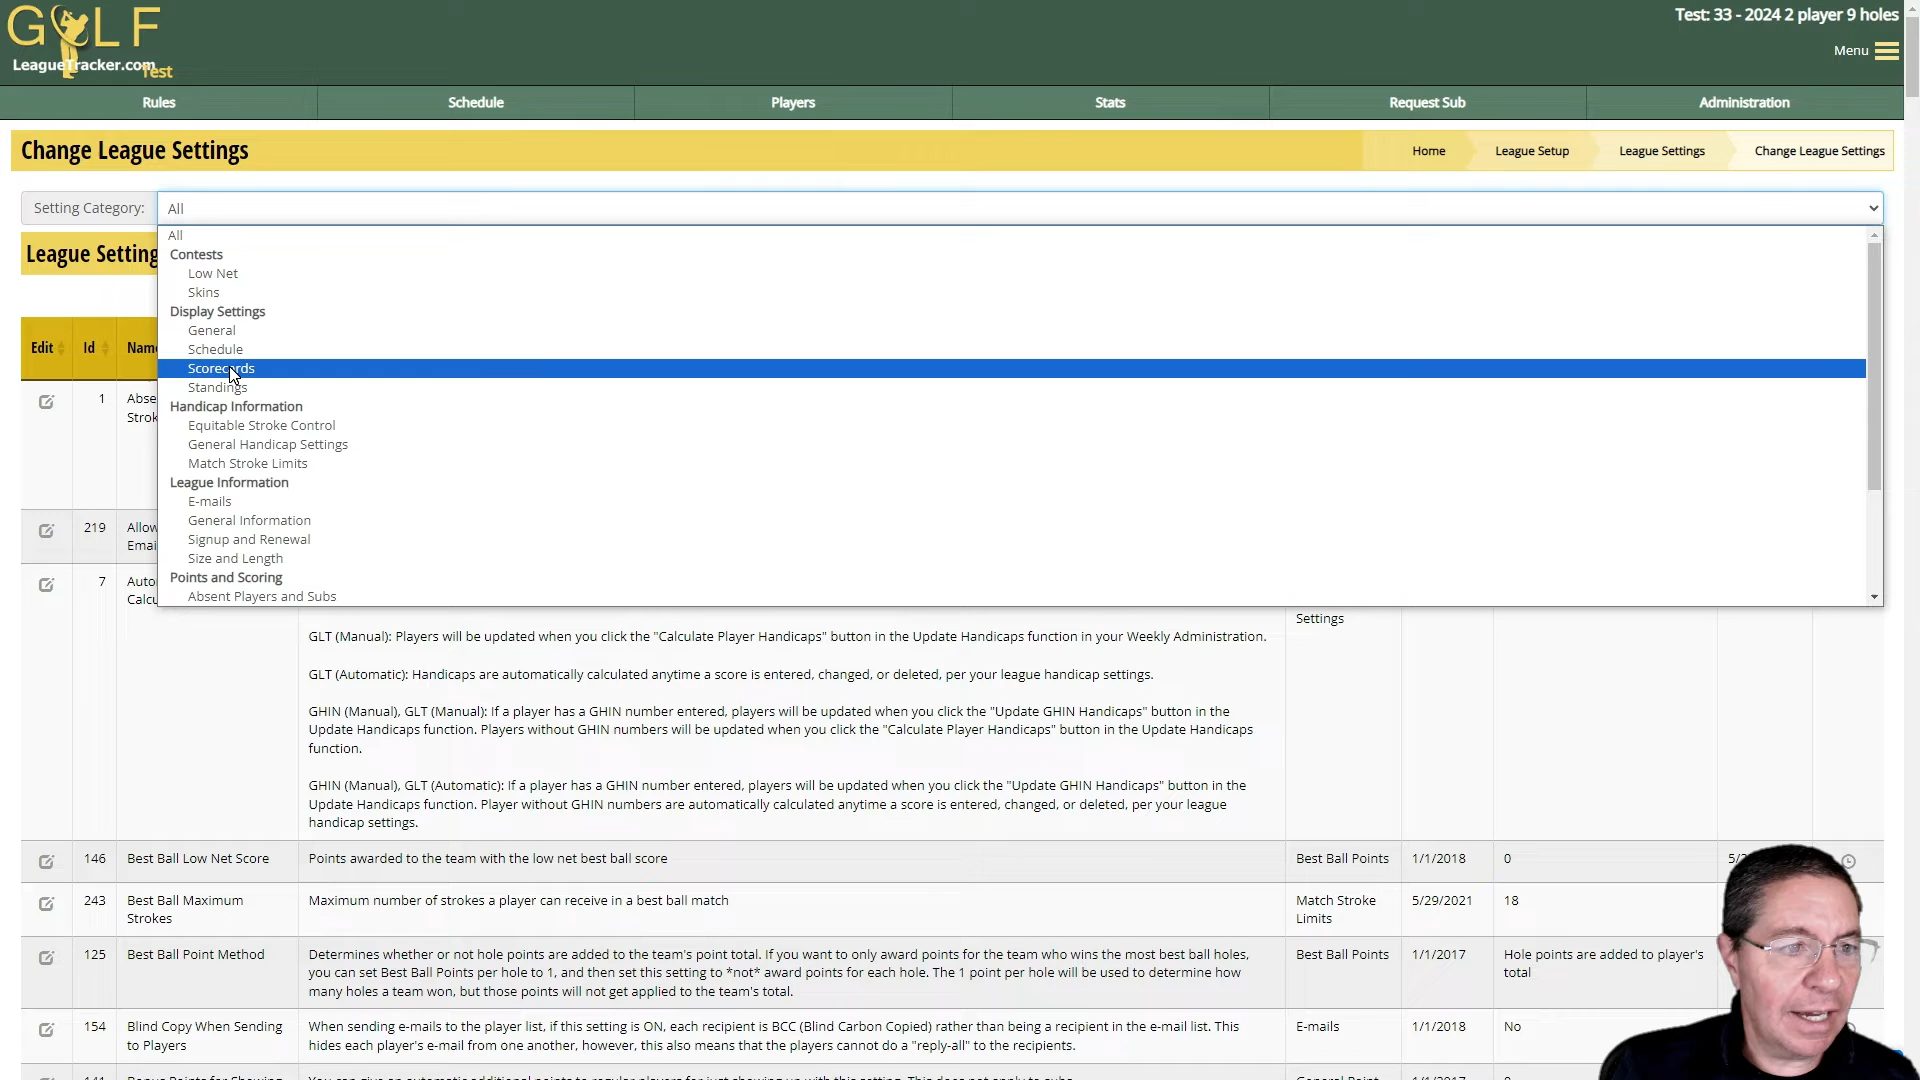 GOLF
LeagueTracker.com
Test
Test: 33 - 2024 2 player 9 holes
Menu
Rules
Schedule
Players
Stats
Request Sub
Administration
Change League Settings
Home
League Setup
League Settings
Change League Settings
Setting Category:
All
League Setting
All
Contests
Low Net
Skins
Display Settings
General
Schedule
Scorecards
Standings
Handicap Information
Equitable Stroke Control
General Handicap Settings
Match Stroke Limits
League Information
E-mails
General Information
Signup and Renewal
Size and Length
Points and Scoring
Absent Players and Subs
Edit
Id
Nam
1
Abse
Strok
219
Allow
Emai
7
Auto
Calcu
Settings
GLT (Manual): Players will be updated when you click the "Calculate Player Handicaps" button in the Update Handicaps function in your Weekly Administration.
GLT (Automatic): Handicaps are automatically calculated anytime a score is entered, changed, or deleted, per your league handicap settings.
GHIN (Manual), GLT (Manual): If a player has a GHIN number entered, players will be updated when you click the "Update GHIN Handicaps" button in the
Update Handicaps function. Players without GHIN numbers will be updated when you click the "Calculate Player Handicaps" button in the Update Handicaps
function.
GHIN (Manual), GLT (Automatic): If a player has a GHIN number entered, players will be updated when you click the "Update GHIN Handicaps" button in the
Update Handicaps function. Player without GHIN numbers are automatically calculated anytime a score is entered, changed, or deleted, per your league
handicap settings.
146
Best Ball Low Net Score
Points awarded to the team with the low net best ball score
Best Ball Points
1/1/2018
0
243
Best Ball Maximum
Strokes
Maximum number of strokes a player can receive in a best ball match
Match Stroke
Limits
5/29/2021
18
125
Best Ball Point Method
Determines whether or not hole points are added to the team's point total. If you want to only award points for the team who wins the most best ball holes,
you can set Best Ball Points per hole to 1, and then set this setting to *not* award points for each hole. The 1 point per hole will be used to determine how
many holes a team won, but those points will not get applied to the team's total.
Best Ball Points
1/1/2017
Hole points are added to player's
total
154
Blind Copy When Sending
to Players
When sending e-mails to the player list, if this setting is ON, each recipient is BCC (Blind Carbon Copied) rather than being a recipient in the e-mail list. This
hides each player's e-mail from one another, however, this also means that the players cannot do a "reply-all" to the recipients.
E-mails
1/1/2018
No